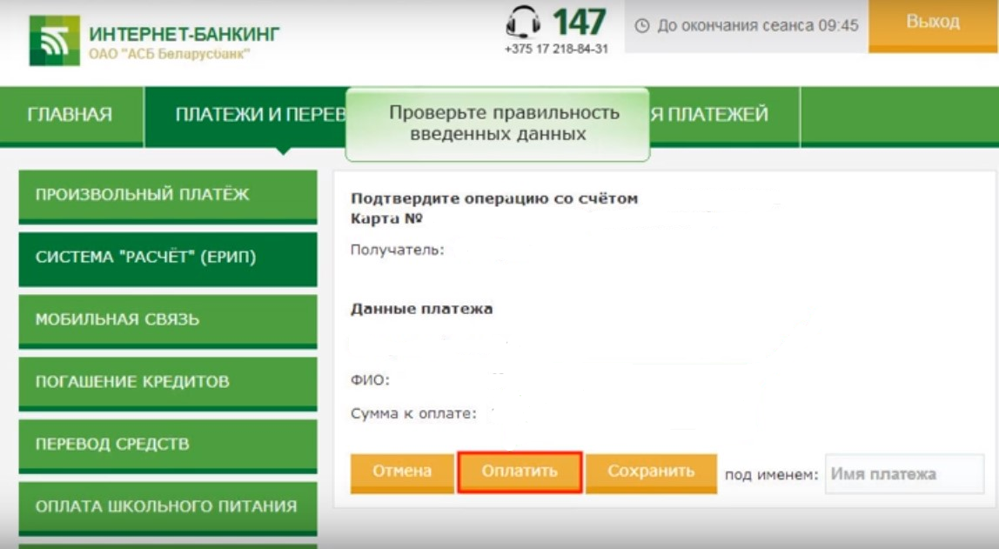 ИНТЕРНЕТ-БАНКИНГ
ОАО "АСБ Беларусбанк"
147
+375 17 218-84-31
До окончания сеанса 09:45
Выход
ГЛАВНАЯ
ПЛАТЕЖИ И ПЕРЕВ
Проверьте правильность
введенных данных
Я ПЛАТЕЖЕЙ
ПРОИЗВОЛЬНЫЙ ПЛАТЁЖ
СИСТЕМА "РАСЧЁТ" (ЕРИП)
МОБИЛЬНАЯ СВЯЗЬ
ПОГАШЕНИЕ КРЕДИТОВ
ПЕРЕВОД СРЕДСТВ
ОПЛАТА ШКОЛЬНОГО ПИТАНИЯ
Подтвердите операцию со счётом
Карта №
Получатель:
Данные платежа
ФИО:
Сумма к оплате:
Отмена
Оплатить
Сохранить
под именем:
Имя платежа